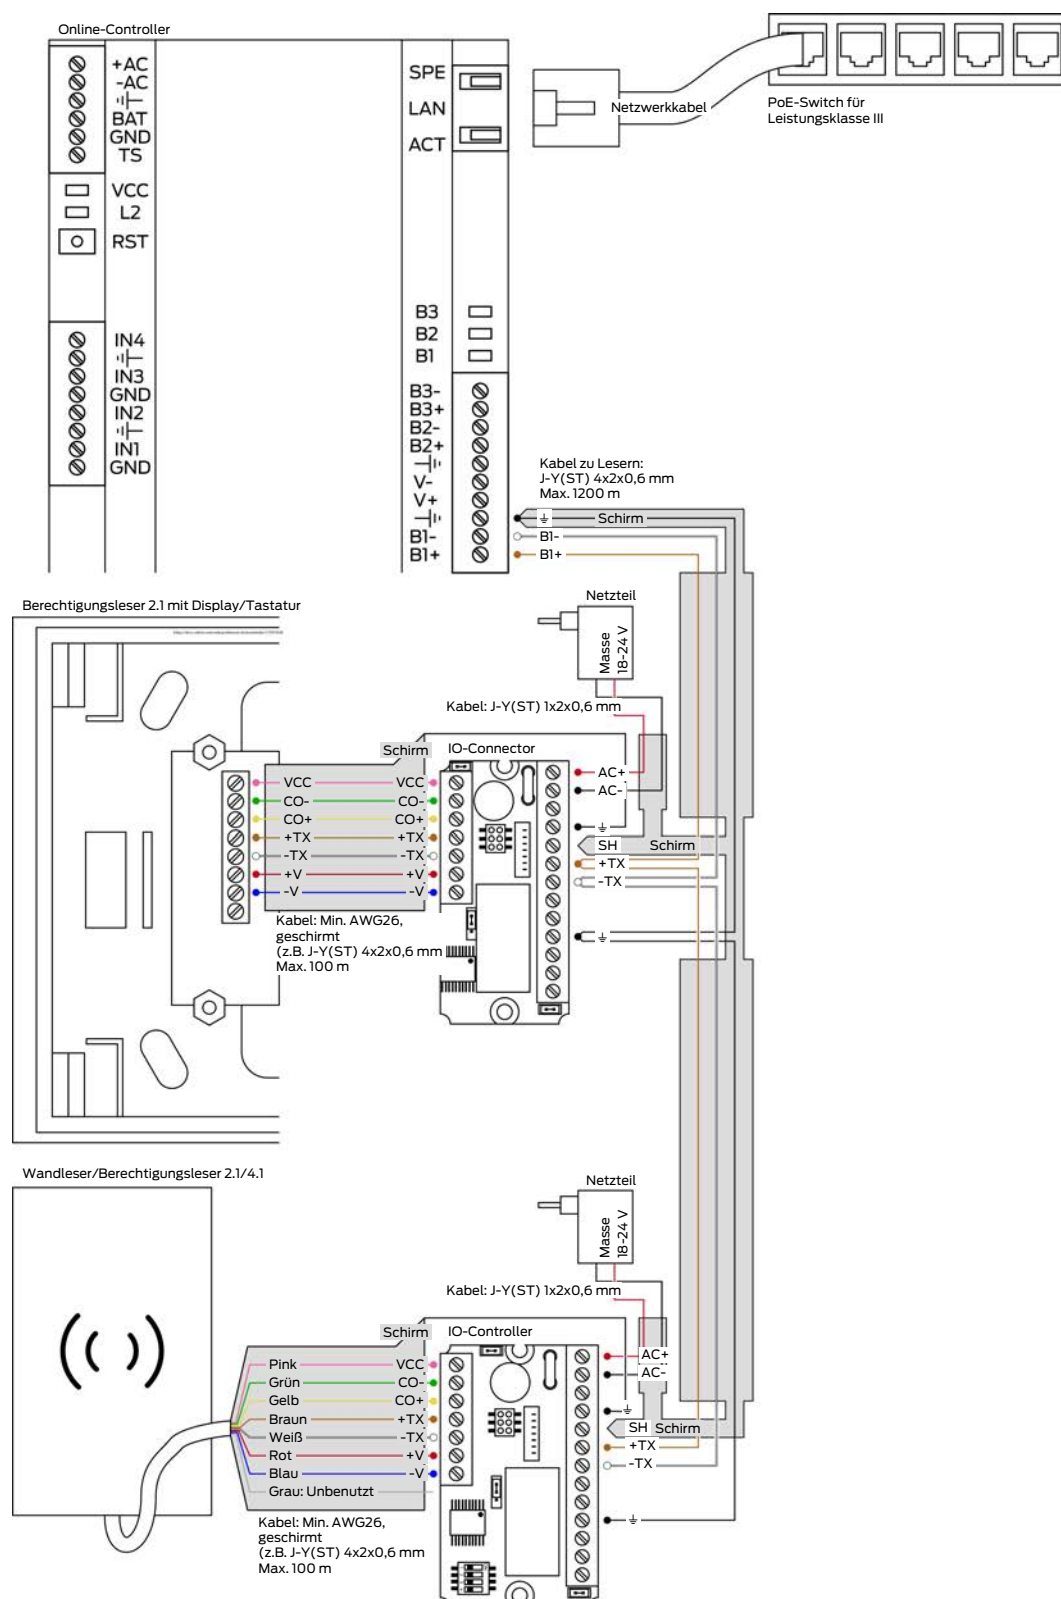 Online-Controller
+AC
-AC
BAT
GND
TS
VCC
L2
RST
IN4
IN3
GND
IN2
IN1
GND
SPE
LAN
ACT
B3
B2
B1
B3-
B3+
B2-
B2+
V-
V+
B1-
B1+
Netzwerkkabel
PoE-Switch für
Leistungsklasse III
Kabel zu Lesern:
J-Y(ST) 4x2x0,6 mm
Max. 1200 m
Schirm
B1-
B1+
Berechtigungsleser 2.1 mit Display/Tastatur
Netzteil
Masse
18-24 V
Kabel: J-Y(ST) 1x2x0,6 mm
Schirm
IO-Connector
VCC VCC
CO- CO-
CO+ CO+
+TX +TX
-TX -TX
+V +V
-V -V
AC+
AC-
SH Schirm
+TX
-TX
Kabel: Min. AWG26,
geschirmt
(z.B. J-Y(ST) 4x2x0,6 mm
Max. 100 m
Wandleser/Berechtigungsleser 2.1/4.1
Netzteil
Masse
18-24 V
Kabel: J-Y(ST) 1x2x0,6 mm
Schirm
IO-Controller
Pink VCC
Grün CO-
Gelb CO+
Braun +TX
Weiß -TX
Rot +V
Blau -V
Grau: Unbenutzt
AC+
AC-
SH Schirm
+TX
-TX
Kabel: Min. AWG26,
geschirmt
(z.B. J-Y(ST) 4x2x0,6 mm
Max. 100 m